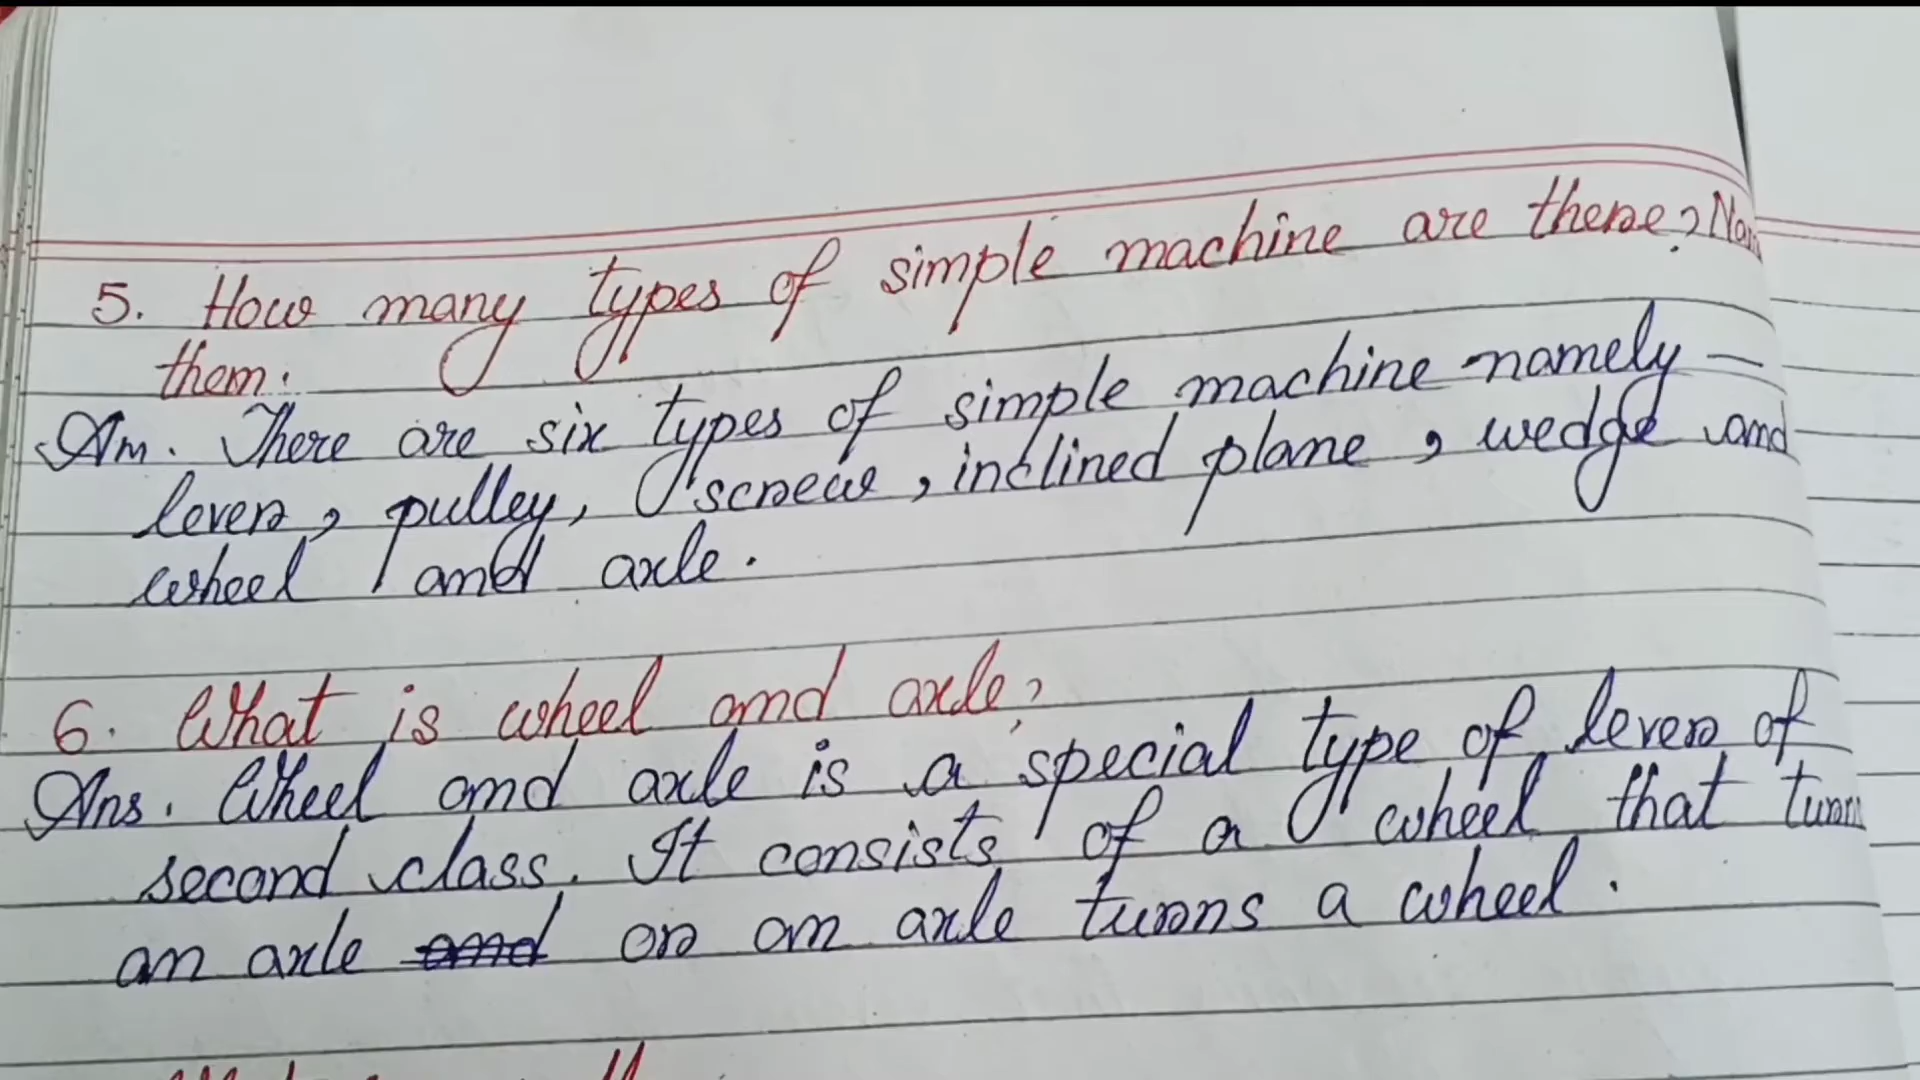 5. How many types of simple machine are there? Nam
them.
Ans. There are six types of simple machine namely —
lever, pulley, screw, inclined plane, wedge and
wheel and axle.
6. What is wheel and axle?
Ans. Wheel and axle is a special type of lever of
second class. It consists of a wheel that turns
an axle and or an axle turns a wheel.